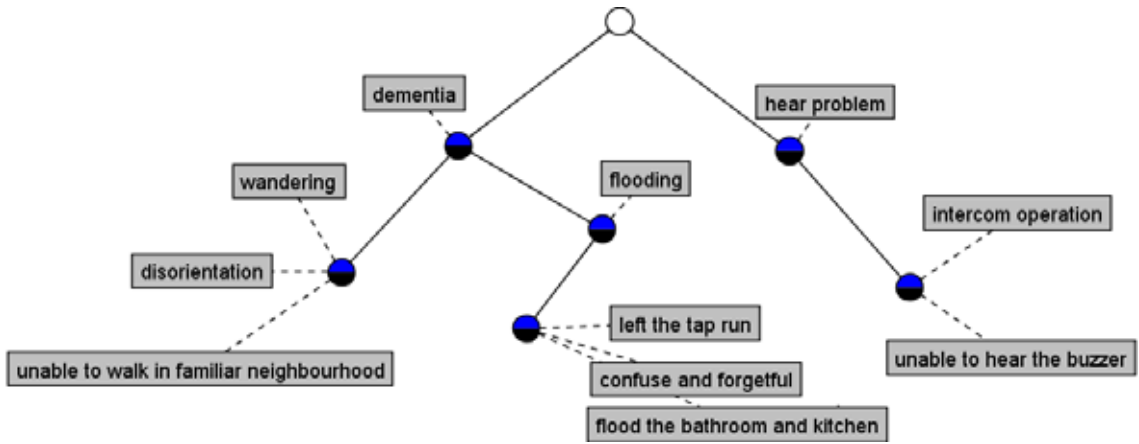 dementia
hear problem
wandering
flooding
intercom operation
disorientation
left the tap run
unable to walk in familiar neighbourhood
unable to hear the buzzer
confuse and forgetful
flood the bathroom and kitchen